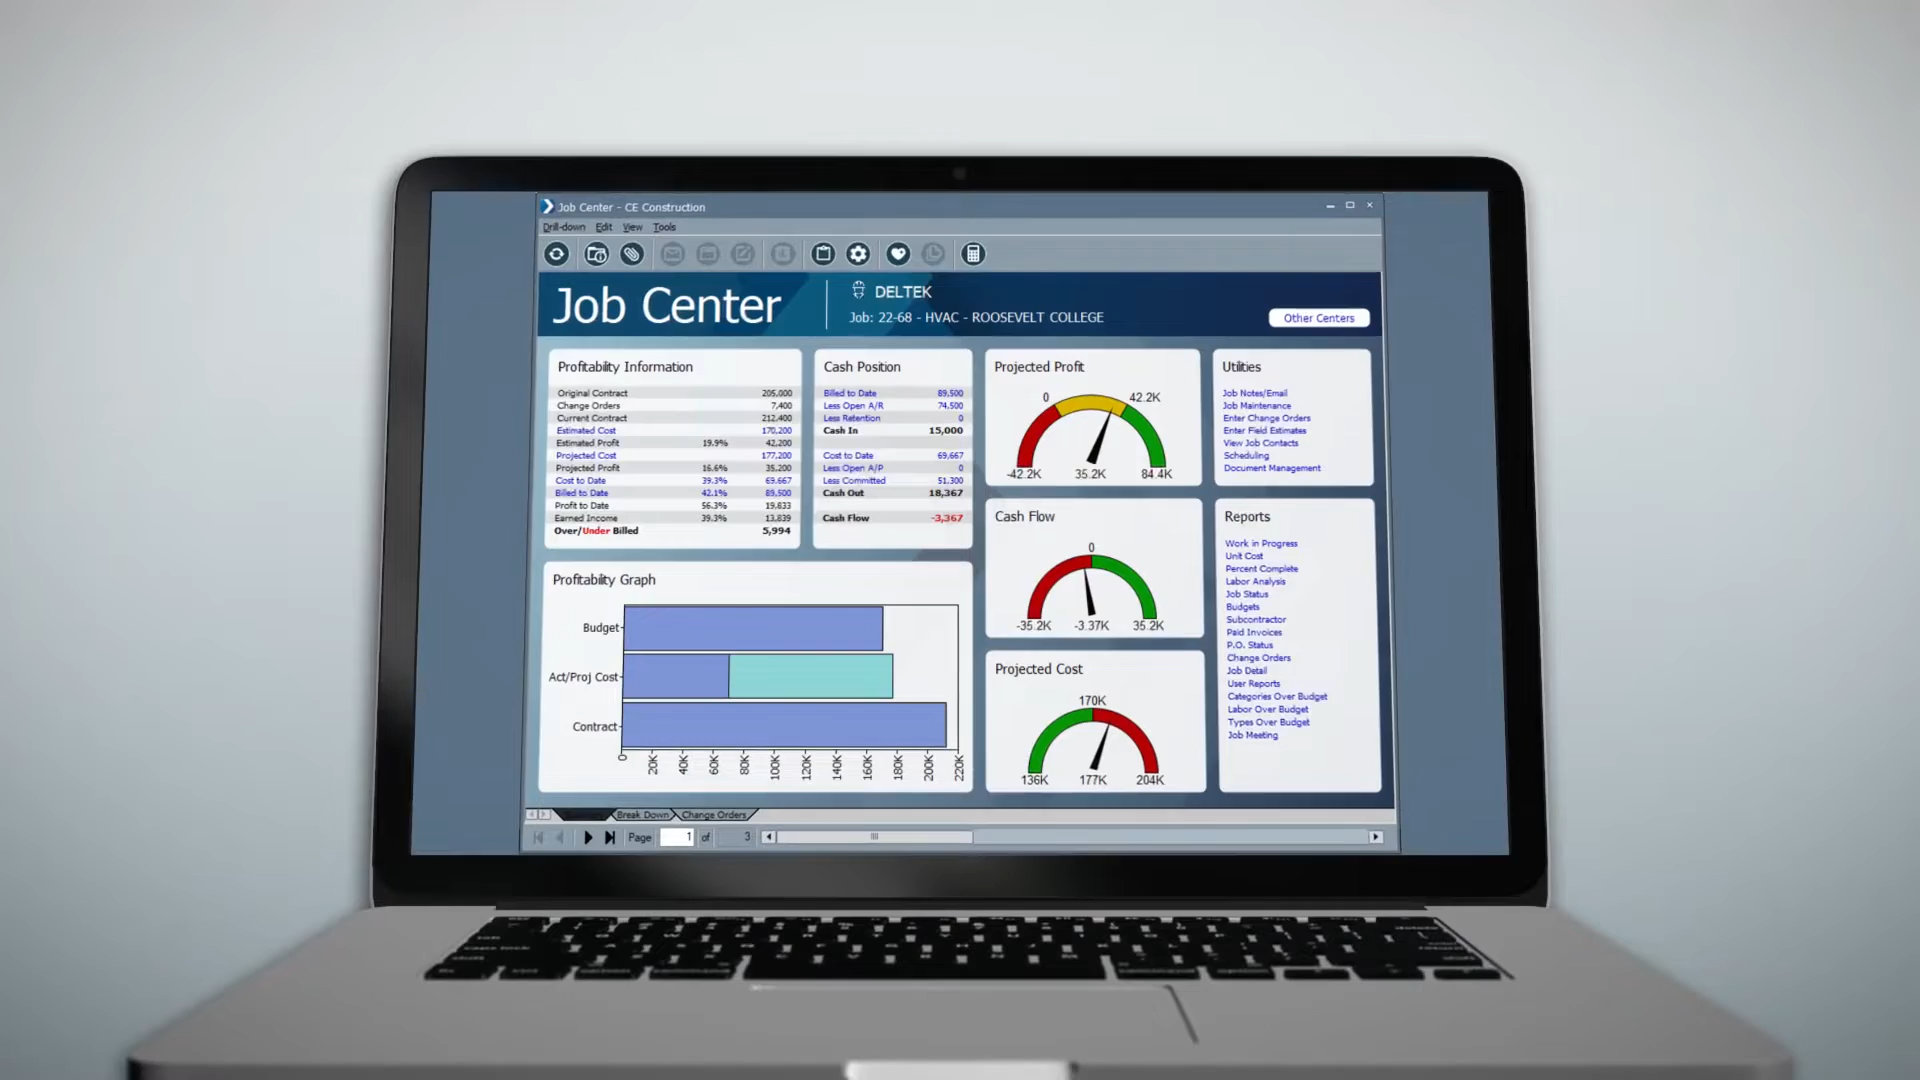 Job Center - CE Construction
Drill-down Edit View Tools
Job Center
DELTEK
Job: 22-68 - HVAC - ROOSEVELT COLLEGE
Other Centers
Profitability Information
Original Contract 205,000
Change Orders 7,400
Current Contract 212,400
Estimated Cost 170,200
Estimated Profit 19.9% 42,200
Projected Cost 177,200
Projected Profit 16.6% 35,200
Cost to Date 39.3% 69,667
Billed to Date 42.1% 89,500
Profit to Date 56.3% 19,833
Earned Income 39.3% 13,839
Over/Under Billed 5,994
Cash Position
Billed to Date 89,500
Less Open A/R 74,500
Less Retention 0
Cash In 15,000
Cost to Date 69,667
Less Open A/P 0
Less Committed 51,300
Cash Out 18,367
Cash Flow -3,367
Projected Profit
0 42.2K
-42.2K 35.2K 84.4K
Utilities
Job Notes/Email
Job Maintenance
Enter Change Orders
Enter Field Estimates
View Job Contacts
Scheduling
Document Management
Cash Flow
0
-35.2K -3.37K 35.2K
Reports
Work in Progress
Unit Cost
Percent Complete
Labor Analysis
Job Status
Budgets
Subcontractor
Paid Invoices
P.O. Status
Change Orders
Job Detail
User Reports
Categories Over Budget
Labor Over Budget
Types Over Budget
Job Meeting
Profitability Graph
Budget
Act/Proj Cost
Contract
0 20K 40K 60K 80K 100K 120K 140K 160K 180K 200K 220K
Projected Cost
170K
136K 177K 204K
Break Down Change Orders
Page 1 of 3